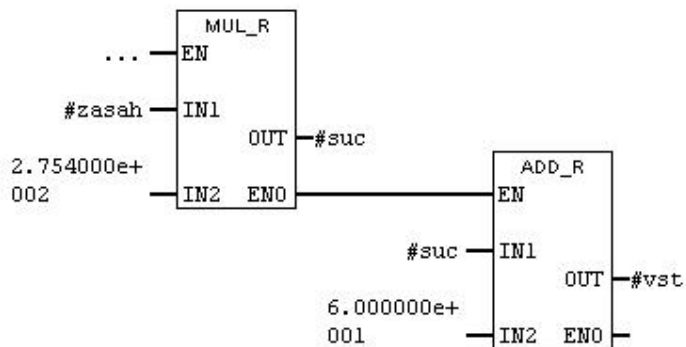 MUL_R
... EN
#zasah IN1
OUT #suc
2.754000e+
002 IN2 ENO
ADD_R
EN
#suc IN1
OUT #vst
6.000000e+
001 IN2 ENO